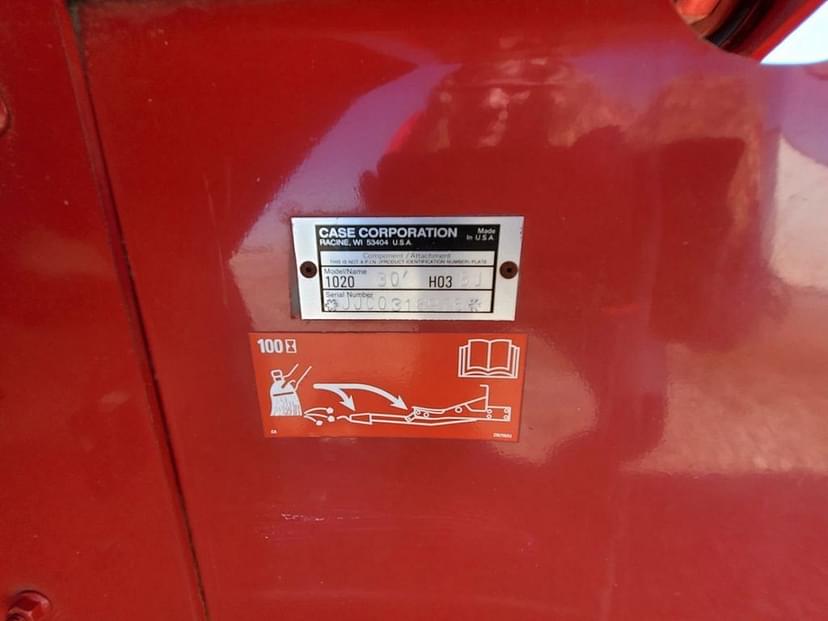 CASE CORPORATION
RACINE, WI 53404 U.S.A.
Made
In U.S.A.
Component / Attachment
THIS IS NOT A P.I.N. (PRODUCT IDENTIFICATION NUMBER) PLATE
Model/Name
1020 30' H03
Serial Number
100